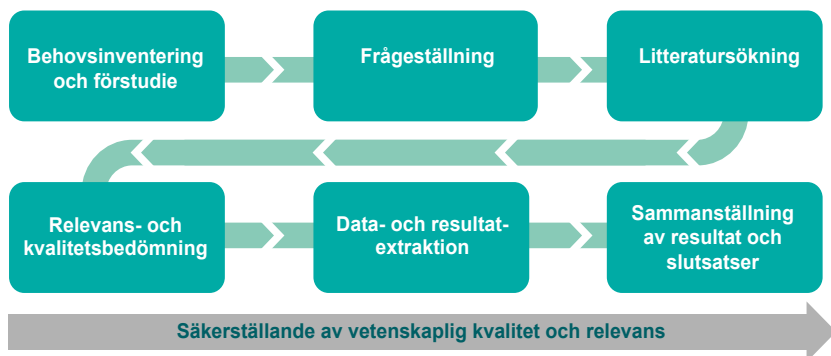 Behovsinventering
och förstudie
Frågeställning
Litteratursökning
Relevans- och
kvalitetsbedömning
Data- och resultat-
extraktion
Sammanställning
av resultat och
slutsatser
Säkerställande av vetenskaplig kvalitet och relevans